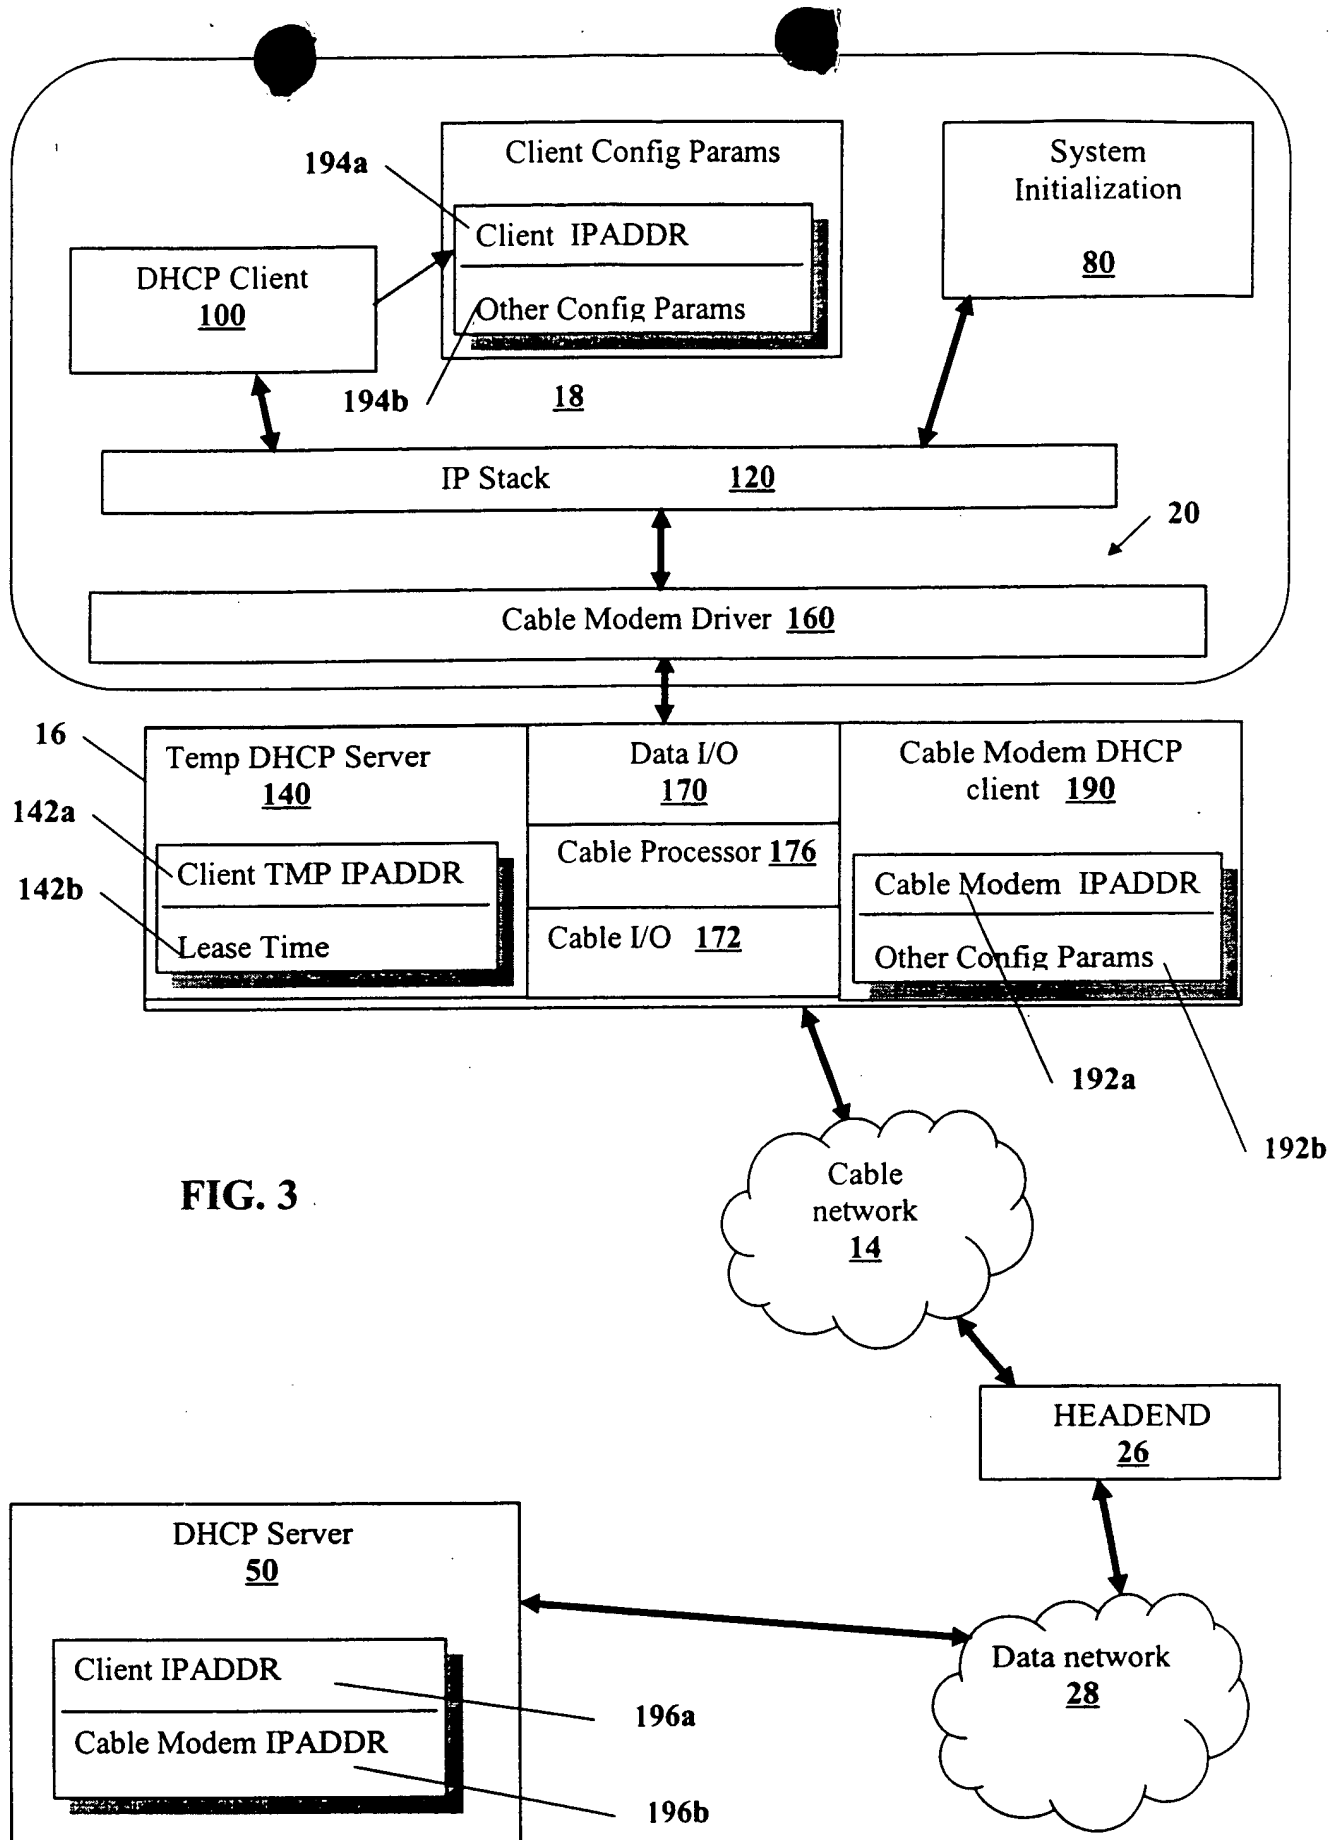 194a
Client Config Params
System
Initialization
80
Client IPADDR
DHCP Client
100
Other Config Params
194b
18
IP Stack 120
20
Cable Modem Driver 160
16
Temp DHCP Server
140
Data I/O
170
Cable Modem DHCP
client 190
142a
Client TMP IPADDR
Cable Processor 176
Cable Modem IPADDR
142b
Lease Time
Cable I/O 172
Other Config Params
192a
192b
FIG. 3
Cable
network
14
HEADEND
26
DHCP Server
50
Client IPADDR
Data network
28
196a
Cable Modem IPADDR
196b